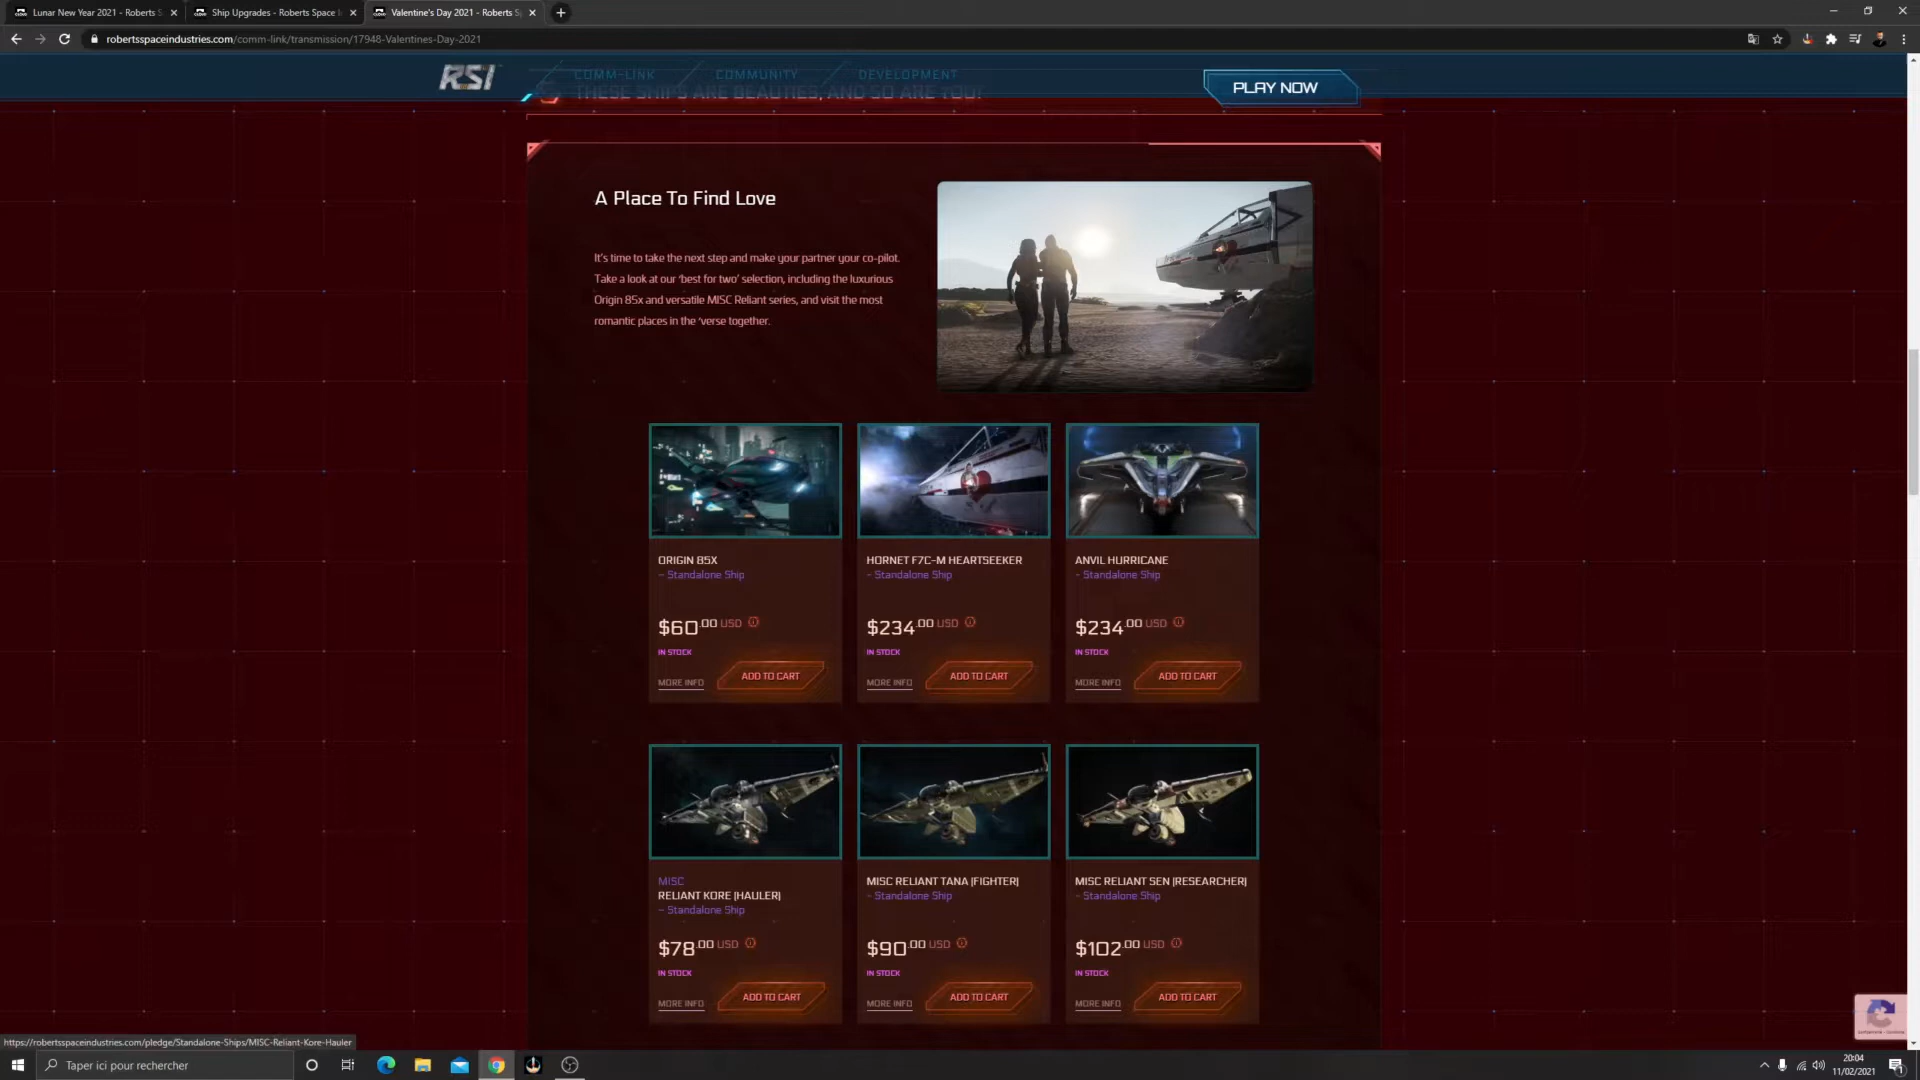 Lunar New Year 2021 - Roberts S
Ship Upgrades - Roberts Space I
Valentine's Day 2021 - Roberts S
robertsspaceindustries.com/comm-link/transmission/17948-Valentines-Day-2021
RSI
COMM-LINK
COMMUNITY
DEVELOPMENT
PLAY NOW
THESE SHIPS ARE BEAUTIES, AND SO ARE YOU!
A Place To Find Love
It's time to take the next step and make your partner your co-pilot.
Take a look at our 'best for two' selection, including the luxurious
Origin 85x and versatile MISC Reliant series, and visit the most
romantic places in the 'verse together.
ORIGIN 85X
- Standalone Ship
$60.00 USD
IN STOCK
MORE INFO
ADD TO CART
HORNET F7C-M HEARTSEEKER
- Standalone Ship
$234.00 USD
IN STOCK
MORE INFO
ADD TO CART
ANVIL HURRICANE
- Standalone Ship
$234.00 USD
IN STOCK
MORE INFO
ADD TO CART
MISC
RELIANT KORE (HAULER)
- Standalone Ship
$78.00 USD
IN STOCK
MORE INFO
ADD TO CART
MISC RELIANT TANA (FIGHTER)
- Standalone Ship
$90.00 USD
IN STOCK
MORE INFO
ADD TO CART
MISC RELIANT SEN (RESEARCHER)
- Standalone Ship
$102.00 USD
IN STOCK
MORE INFO
ADD TO CART
https://robertsspaceindustries.com/pledge/Standalone-Ships/MISC-Reliant-Kore-Hauler
Taper ici pour rechercher
20:04
11/02/2021